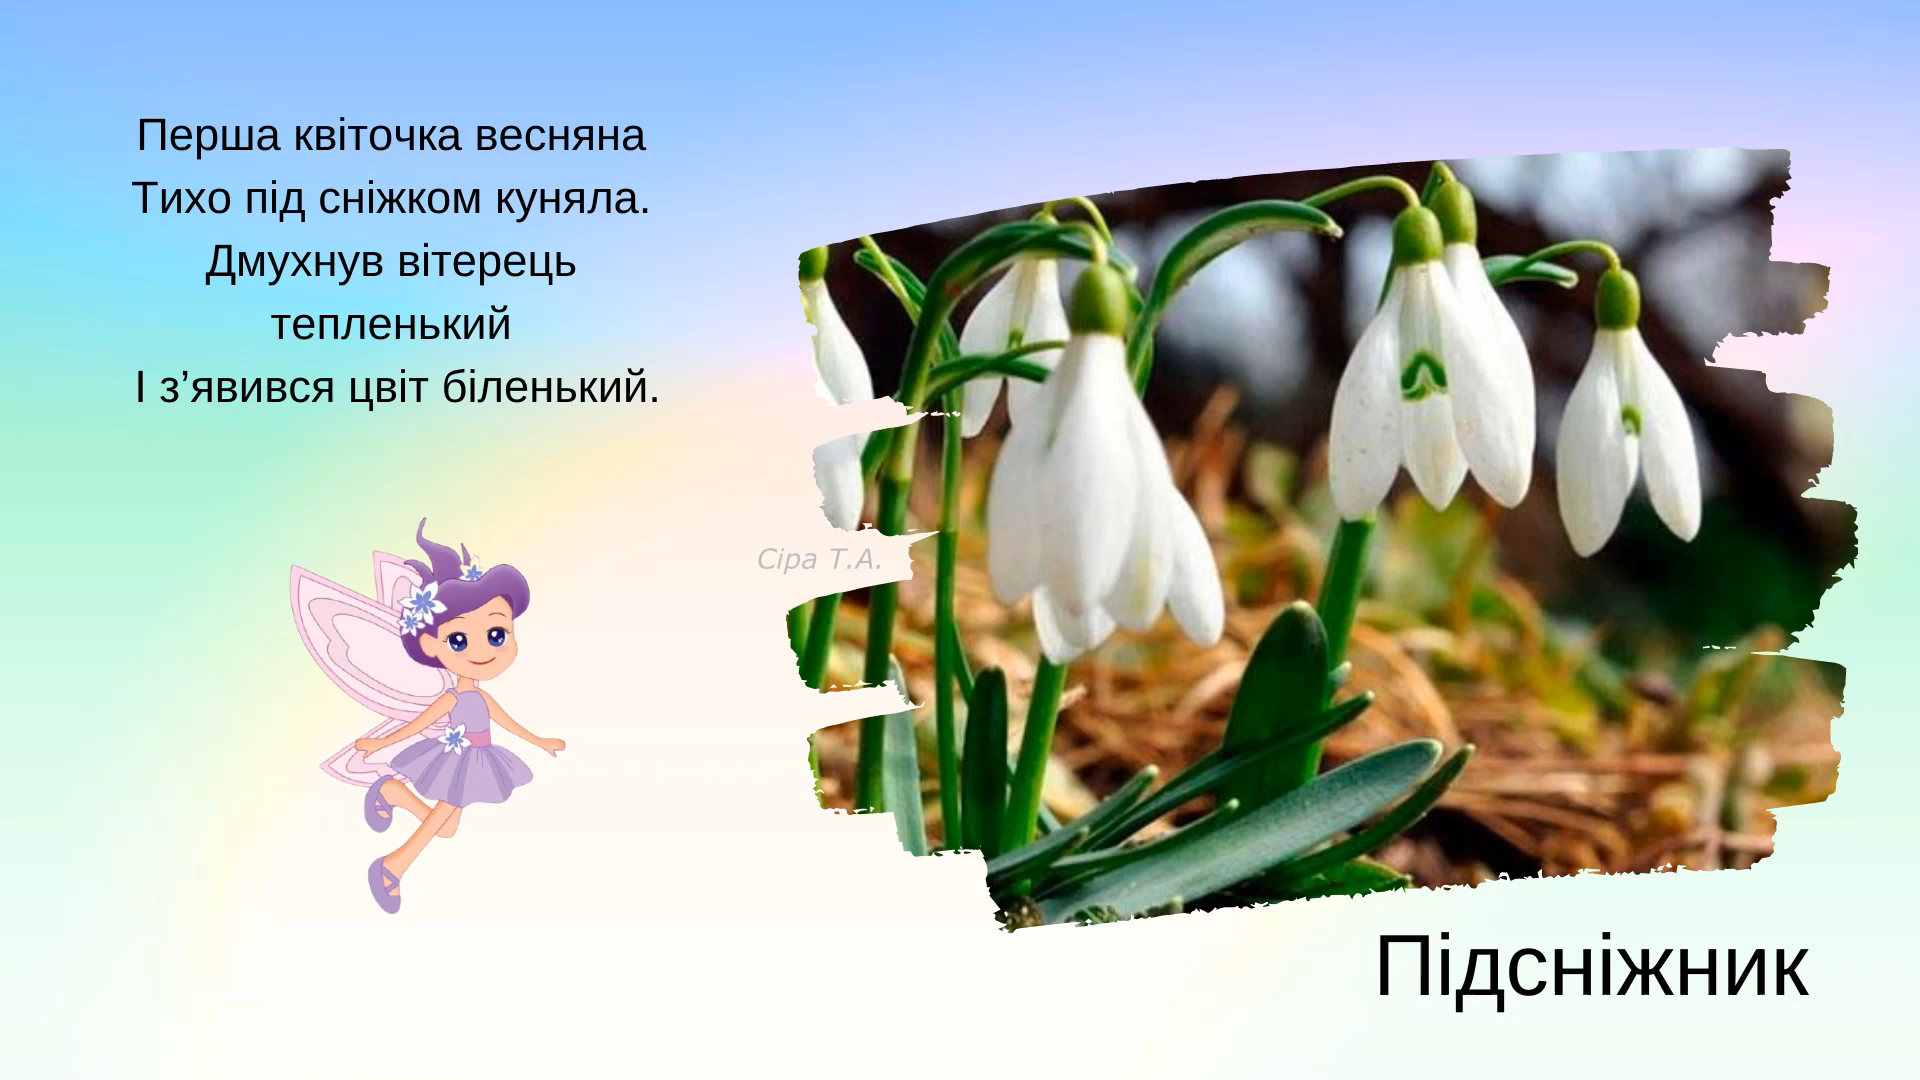 Перша квіточка весняна
Тихо під сніжком куняла.
Дмухнув вітерець
тепленький
І з’явився цвіт біленький.
Сіра Т.А.
Підсніжник